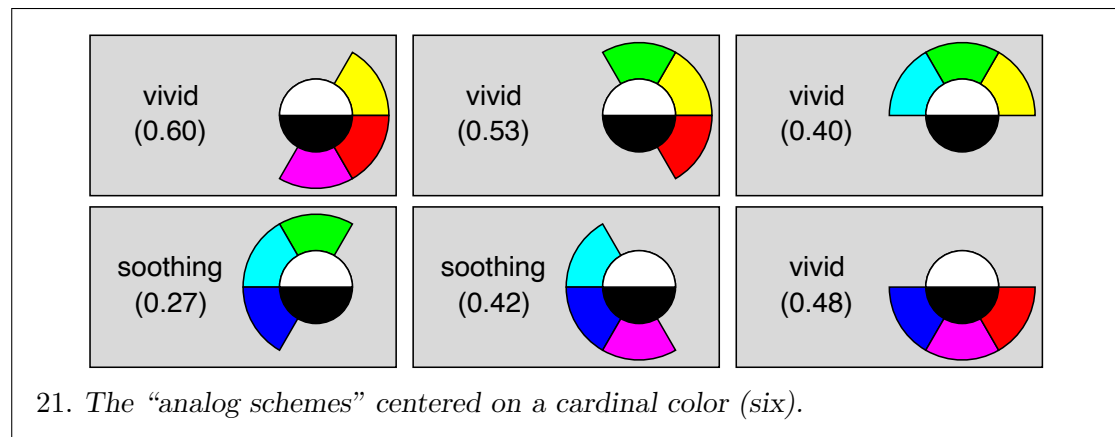 vivid
(0.60)
vivid
(0.53)
vivid
(0.40)
soothing
(0.27)
soothing
(0.42)
vivid
(0.48)
21. The “analog schemes” centered on a cardinal color (six).